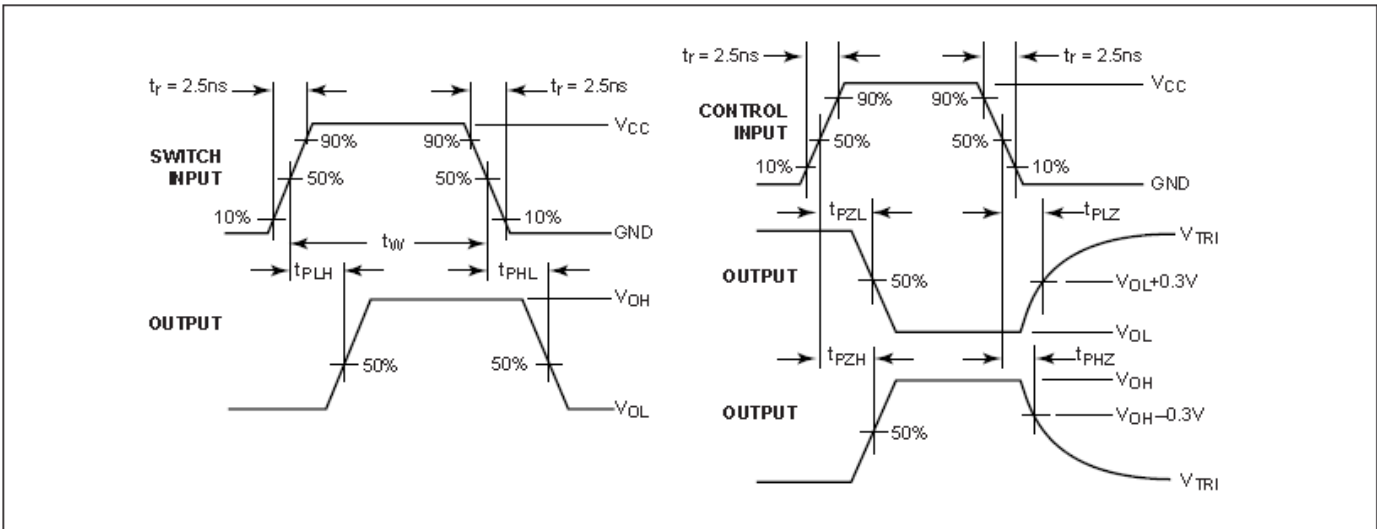 tr = 2.5ns
tr = 2.5ns
VCC
90%
90%
SWITCH
INPUT
50%
50%
10%
10%
GND
tW
tPLH
tPHL
VOH
OUTPUT
50%
50%
VOL
tr = 2.5ns
tr = 2.5ns
VCC
90%
90%
CONTROL
INPUT
50%
50%
10%
10%
GND
tPZL
tPLZ
VTRI
OUTPUT
50%
VOL+0.3V
VOL
tPZH
tPHZ
VOH
OUTPUT
VOH–0.3V
50%
VTRI